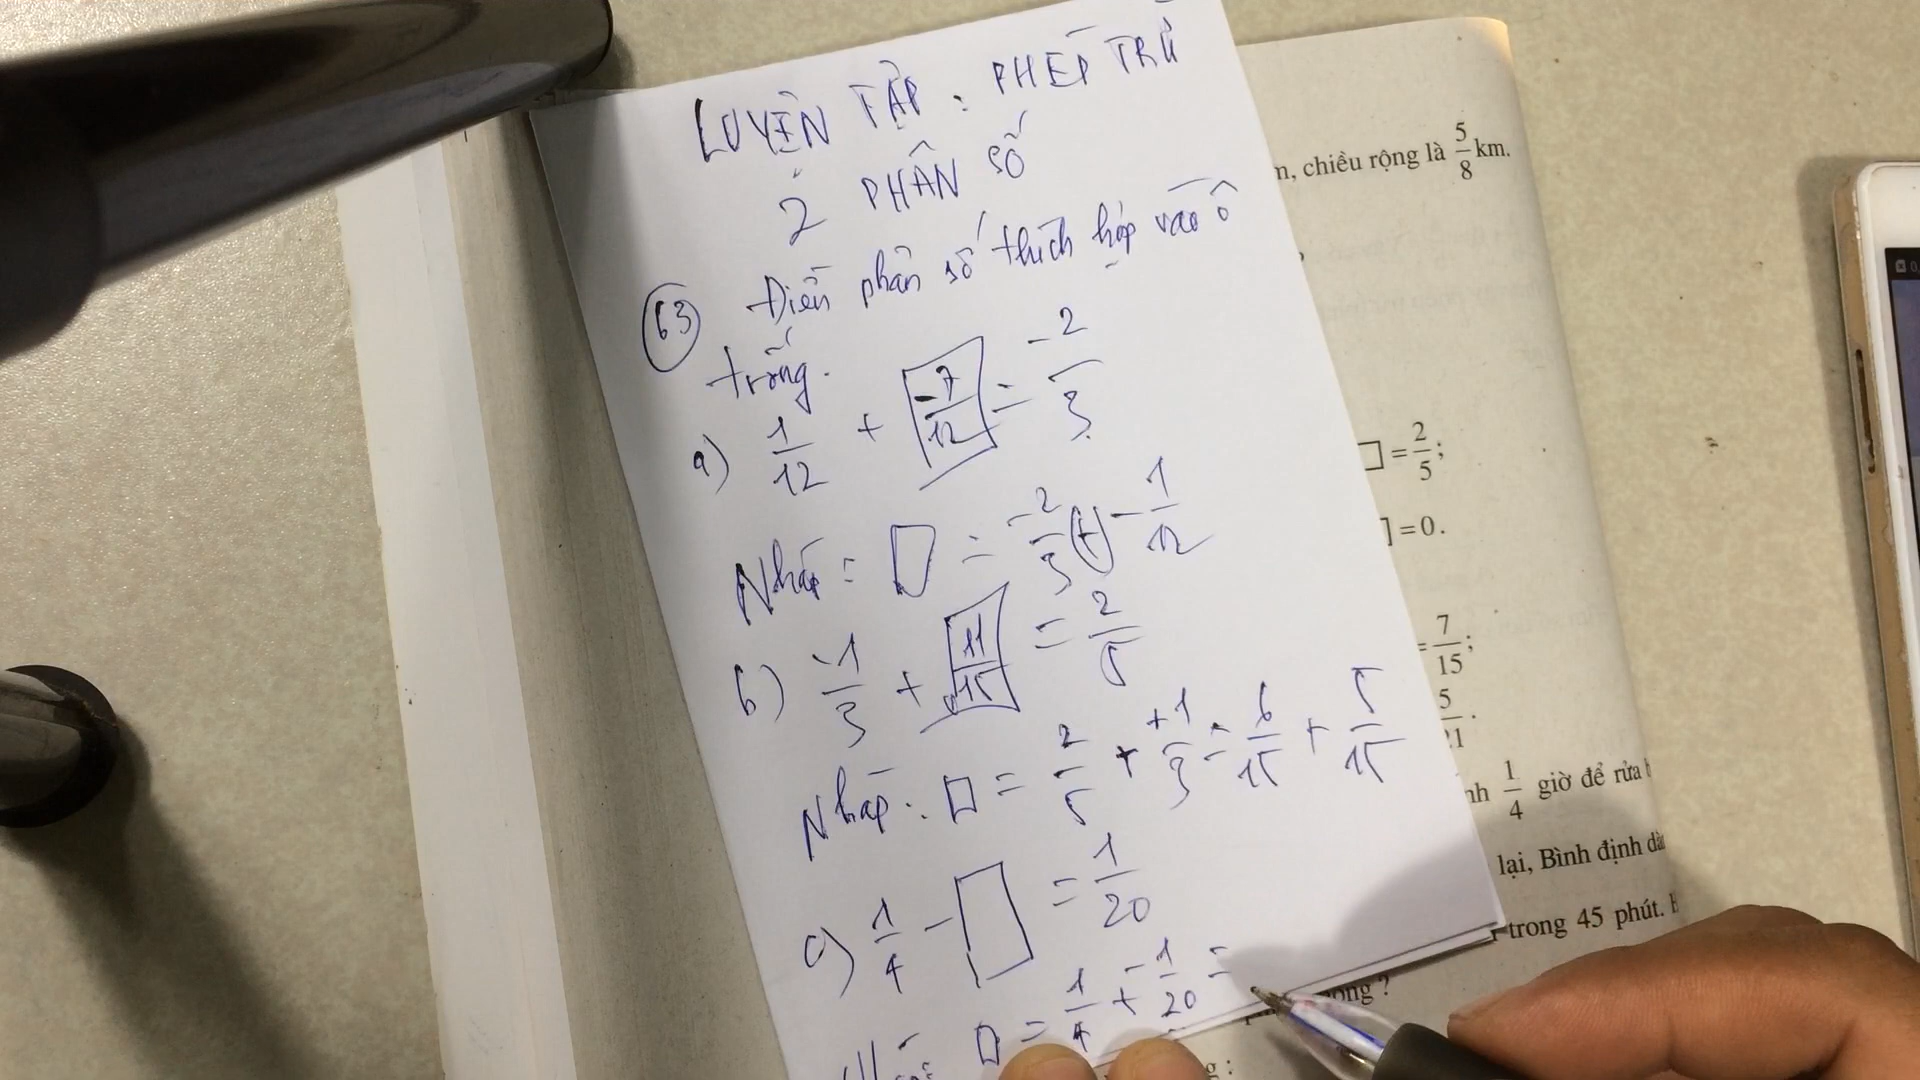 LUYỆN TẬP: PHÉP TRỪ
2 PHÂN SỐ
63 Điền phân số thích hợp vào ô
trống.
a) 1/12 + -7/12 = -2/3
Nháp: □ = -2/3 (+) - 1/12
b) -1/3 + 11/15 = 2/5
Nháp: □ = 2/5 + +1/3 = 6/15 + 5/15
c) 1/4 - □ = 1/20
□ = 1/4 + -1/20 =
, chiều rộng là 5/8 km.
□ = 2/5;
] = 0.
= 7/15;
5/21.
1/4 giờ để rửa
lại, Bình định
trong 45 phút.
ong ?